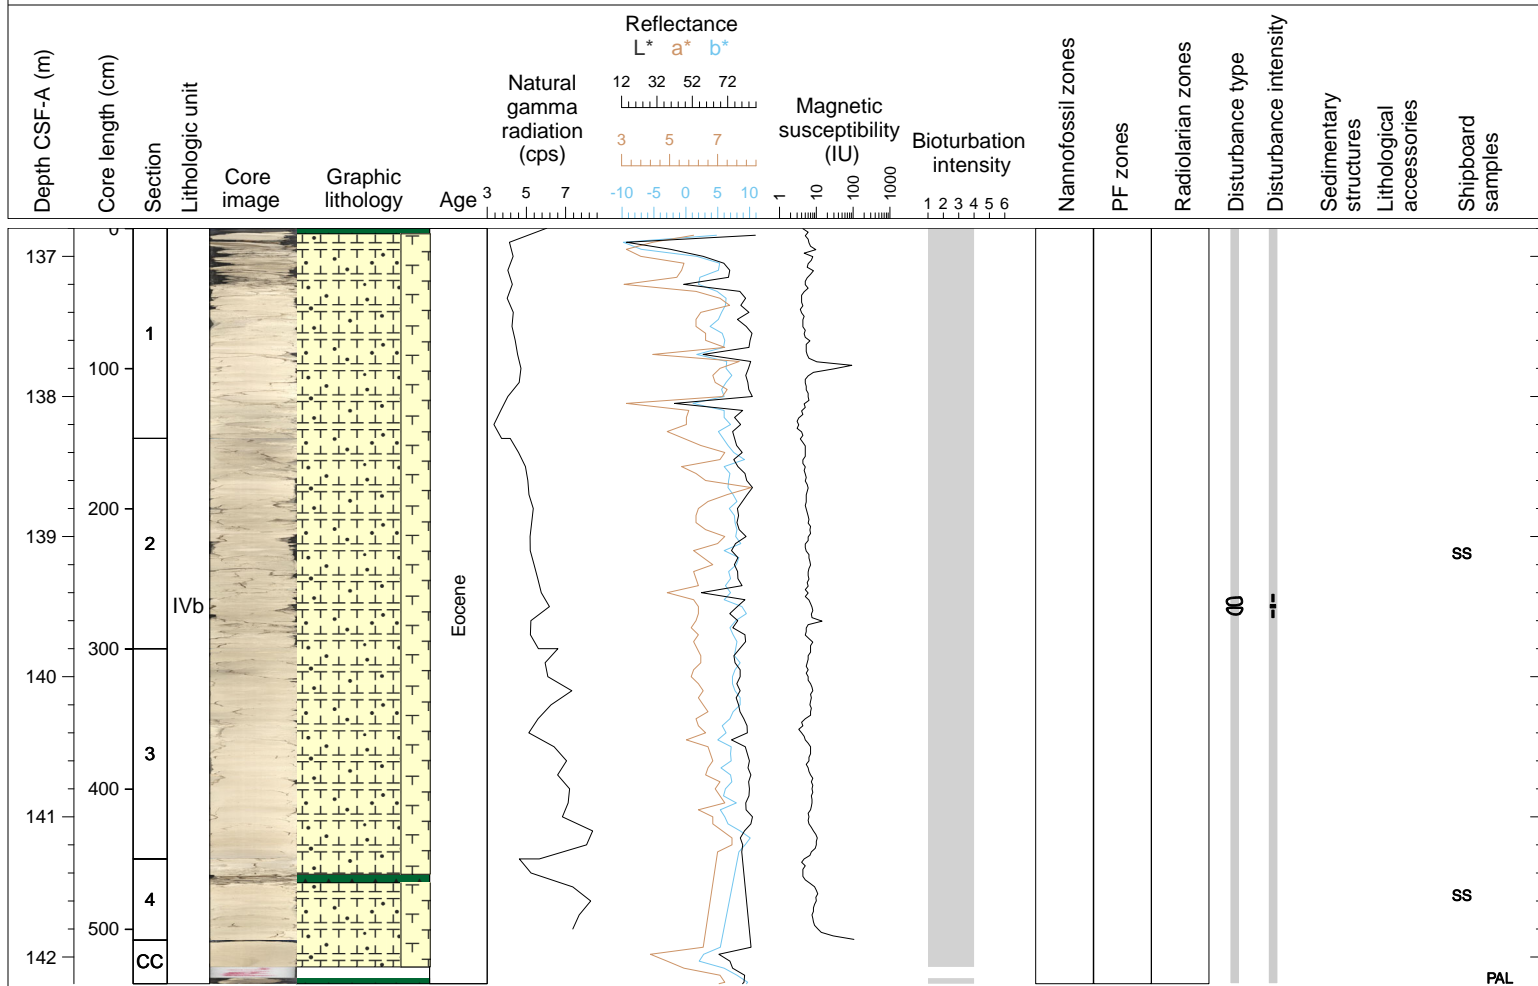 Depth CSF-A (m)
Core length (cm)
Section
Lithologic unit
Core
image
Graphic
lithology
Age
Natural
gamma
radiation
(cps)
3 5 7
Reflectance
L* a* b*
12 32 52 72
3 5 7
-10 -5 0 5 10
Magnetic
susceptibility
(IU)
1 10 100 1000
Bioturbation
intensity
1 2 3 4 5 6
Nannofossil zones
PF zones
Radiolarian zones
Disturbance type
Disturbance intensity
Sedimentary
structures
Lithological
accessories
Shipboard
samples
0
137
1
100
138
200
139
2
SS
IVb
Eocene
300
140
3
400
141
4
SS
500
142
CC
PAL